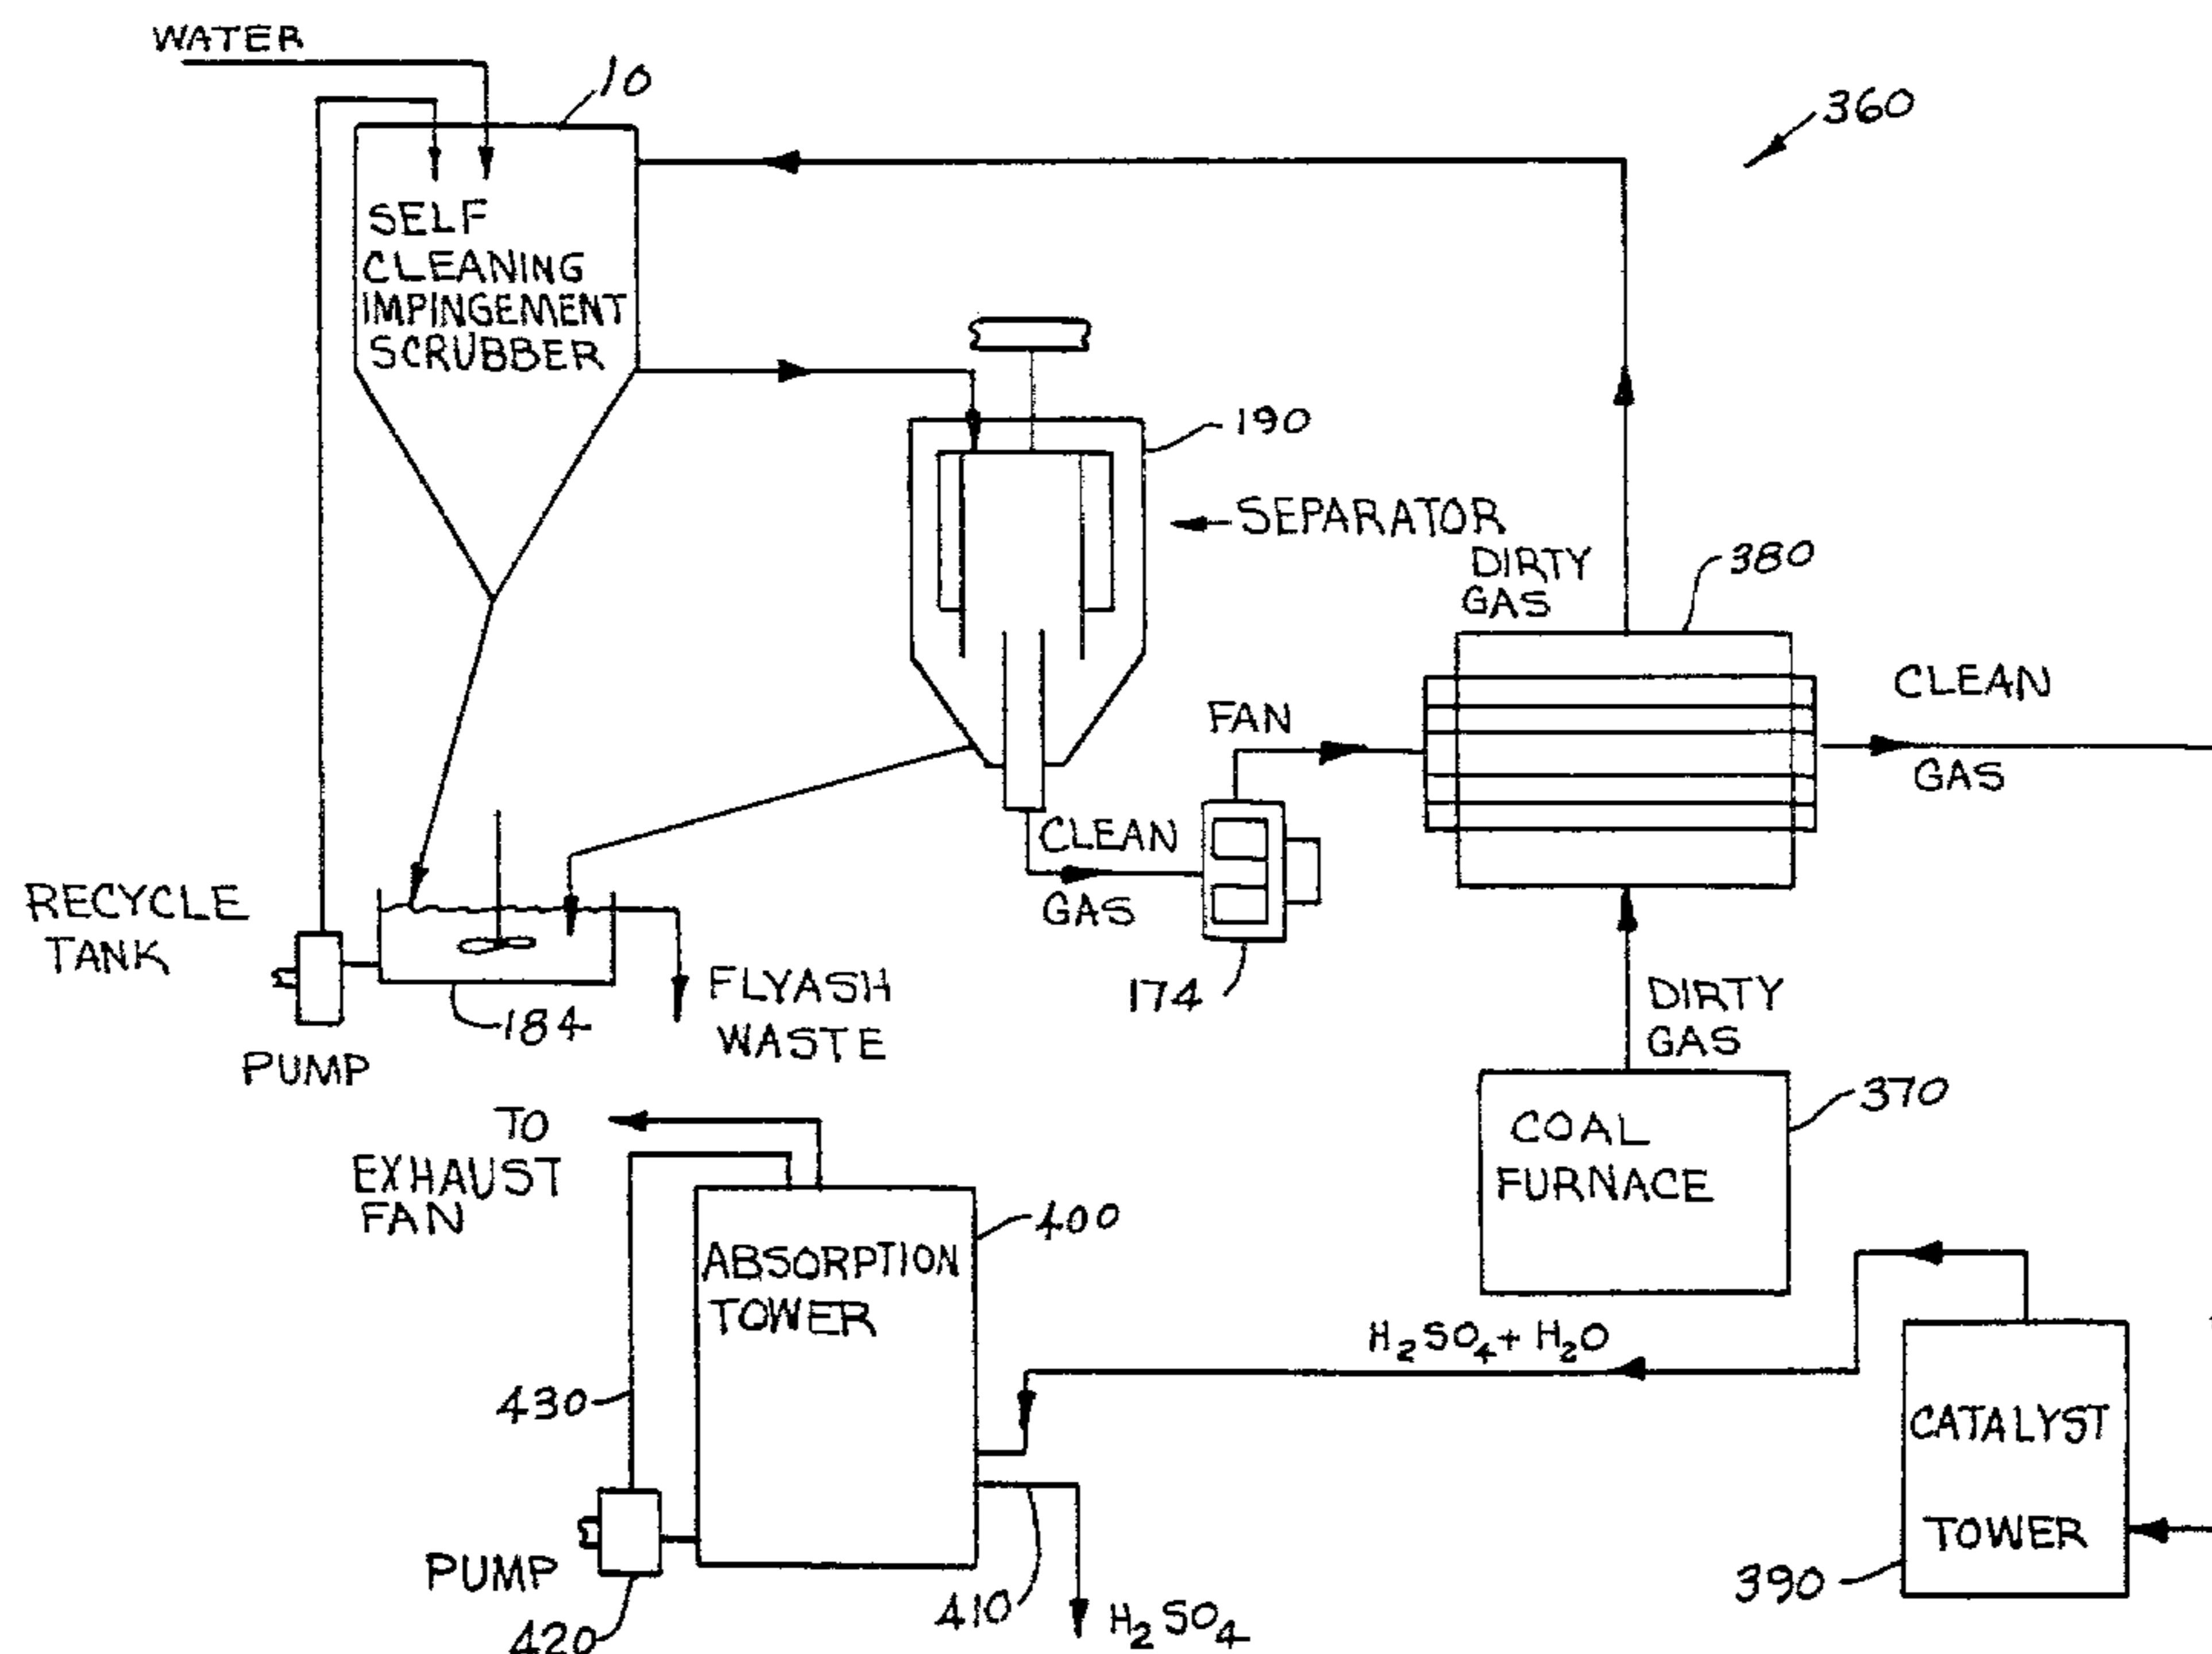 WATER
10
360
SELF
CLEANING
IMPINGEMENT
SCRUBBER
190
SEPARATOR
DIRTY
GAS
380
CLEAN
GAS
FAN
CLEAN
GAS
174
RECYCLE
TANK
184
PUMP
FLYASH
WASTE
DIRTY
GAS
COAL
FURNACE
370
TO
EXHAUST
FAN
ABSORPTION
TOWER
400
H₂SO₄ + H₂O
430
CATALYST
TOWER
390
PUMP
420
410
H₂SO₄